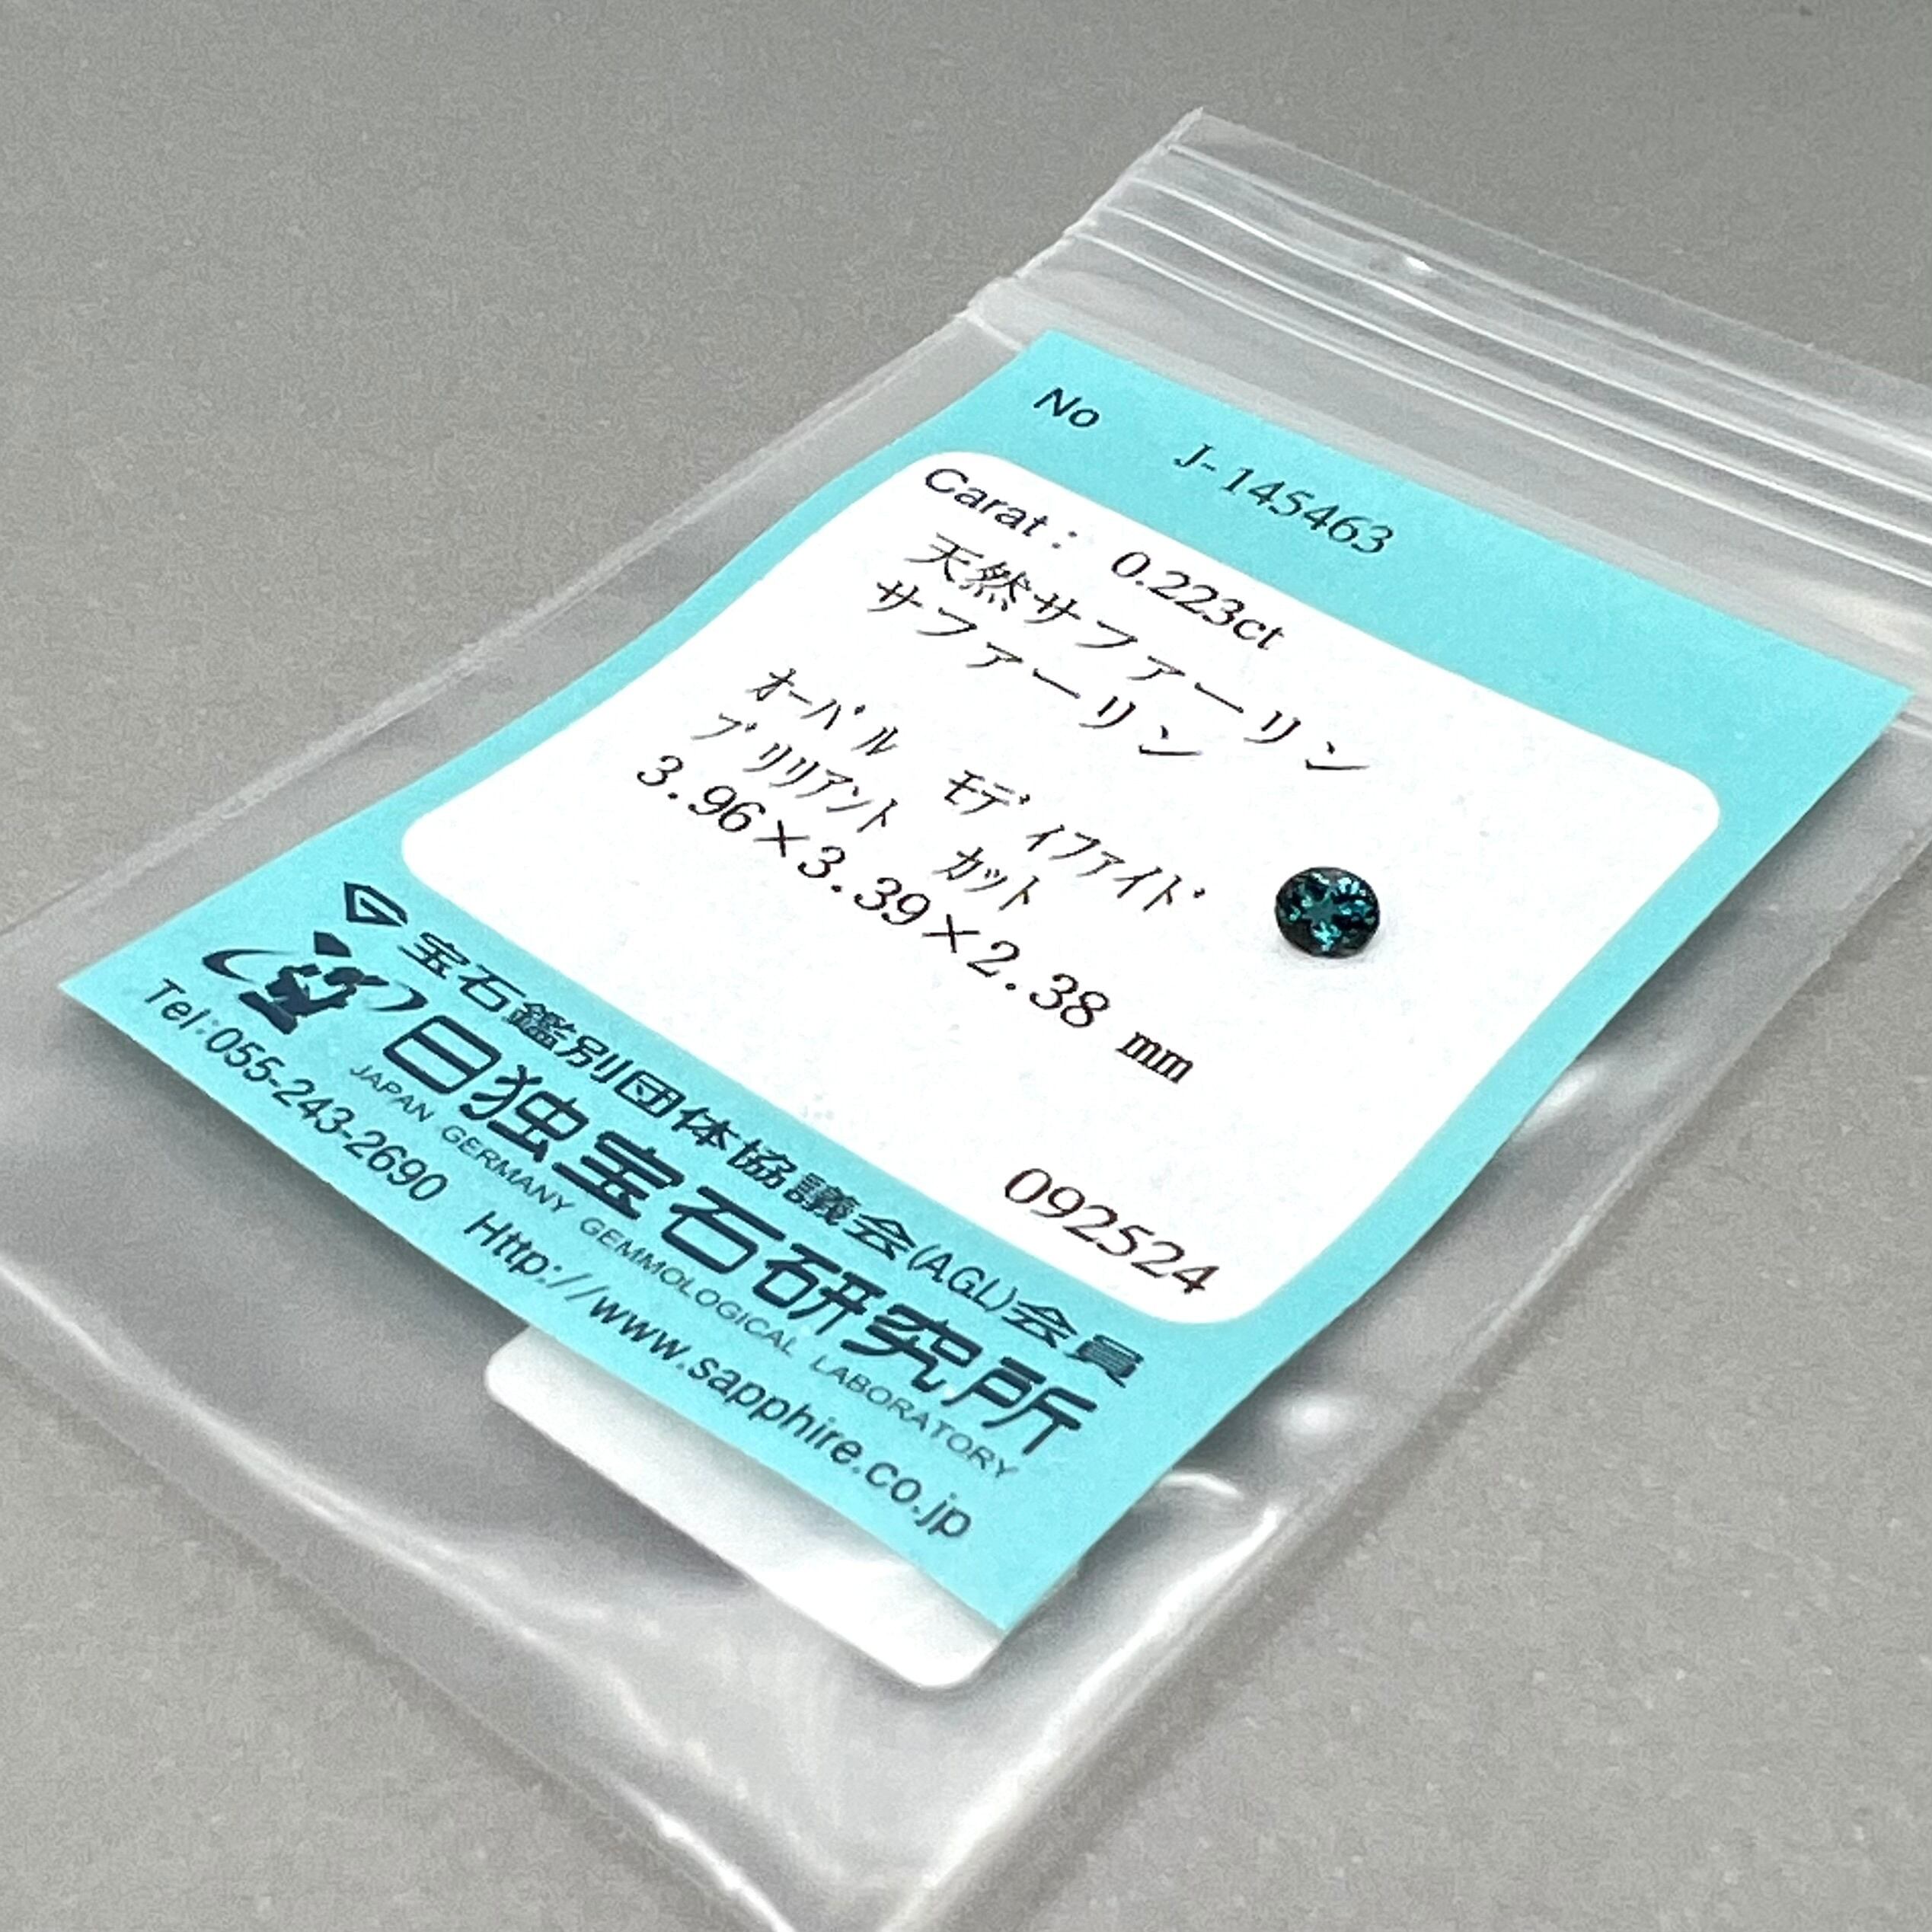 No J-145463
Carat: 0.223ct
天然サファーリン
サファーリン
ｵｰﾊﾟﾙ ﾓﾃﾞｨﾌｧｲﾄﾞ
ﾌﾞﾘﾘｱﾝﾄ ｶｯﾄ
3.96×3.39×2.38 mm
092524
宝石鑑別団体協議会(AGL)会員
日独宝石研究所
JAPAN GERMANY GEMMOLOGICAL LABORATORY
Tel:055-243-2690 Http://www.sapphire.co.jp